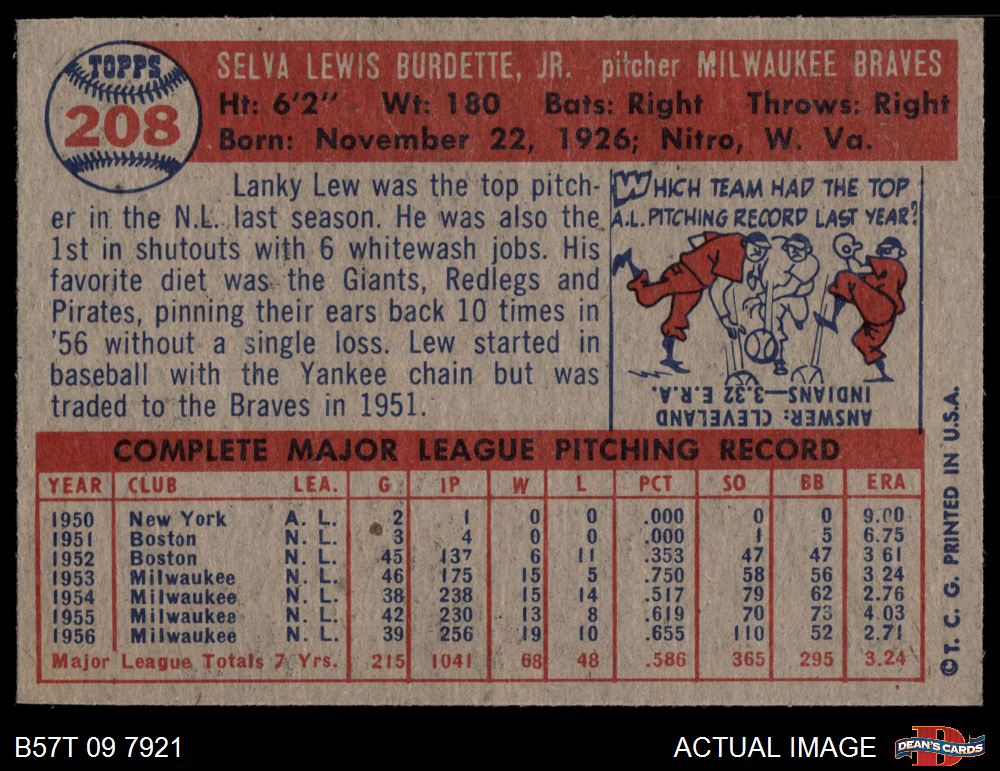 TOPPS
208
SELVA LEWIS BURDETTE, JR. pitcher MILWAUKEE BRAVES
Ht: 6'2" Wt: 180 Bats: Right Throws: Right
Born: November 22, 1926; Nitro, W. Va.
Lanky Lew was the top pitch-
er in the N.L. last season. He was also the
1st in shutouts with 6 whitewash jobs. His
favorite diet was the Giants, Redlegs and
Pirates, pinning their ears back 10 times in
'56 without a single loss. Lew started in
baseball with the Yankee chain but was
traded to the Braves in 1951.
WHICH TEAM HAD THE TOP
A.L. PITCHING RECORD LAST YEAR?
ANSWER: CLEVELAND
INDIANS—3.32 E.R.A.
COMPLETE MAJOR LEAGUE PITCHING RECORD
YEAR CLUB LEA. G IP W L PCT SO BB ERA
1950 New York A. L. 2 1 0 0 .000 0 0 9.00
1951 Boston N. L. 3 4 0 0 .000 1 5 6.75
1952 Boston N. L. 45 137 6 11 .353 47 47 3 61
1953 Milwaukee N. L. 46 175 15 5 .750 58 56 3 24
1954 Milwaukee N. L. 38 238 15 14 .517 79 62 2.76
1955 Milwaukee N. L. 42 230 13 8 .619 70 73 4.03
1956 Milwaukee N. L. 39 256 19 10 .655 110 52 2.71
Major League Totals 7 Yrs. 215 1041 68 48 .586 365 295 3.24
©T. C. G. PRINTED IN U.S.A.
B57T 09 7921
ACTUAL IMAGE
DEAN'S CARDS